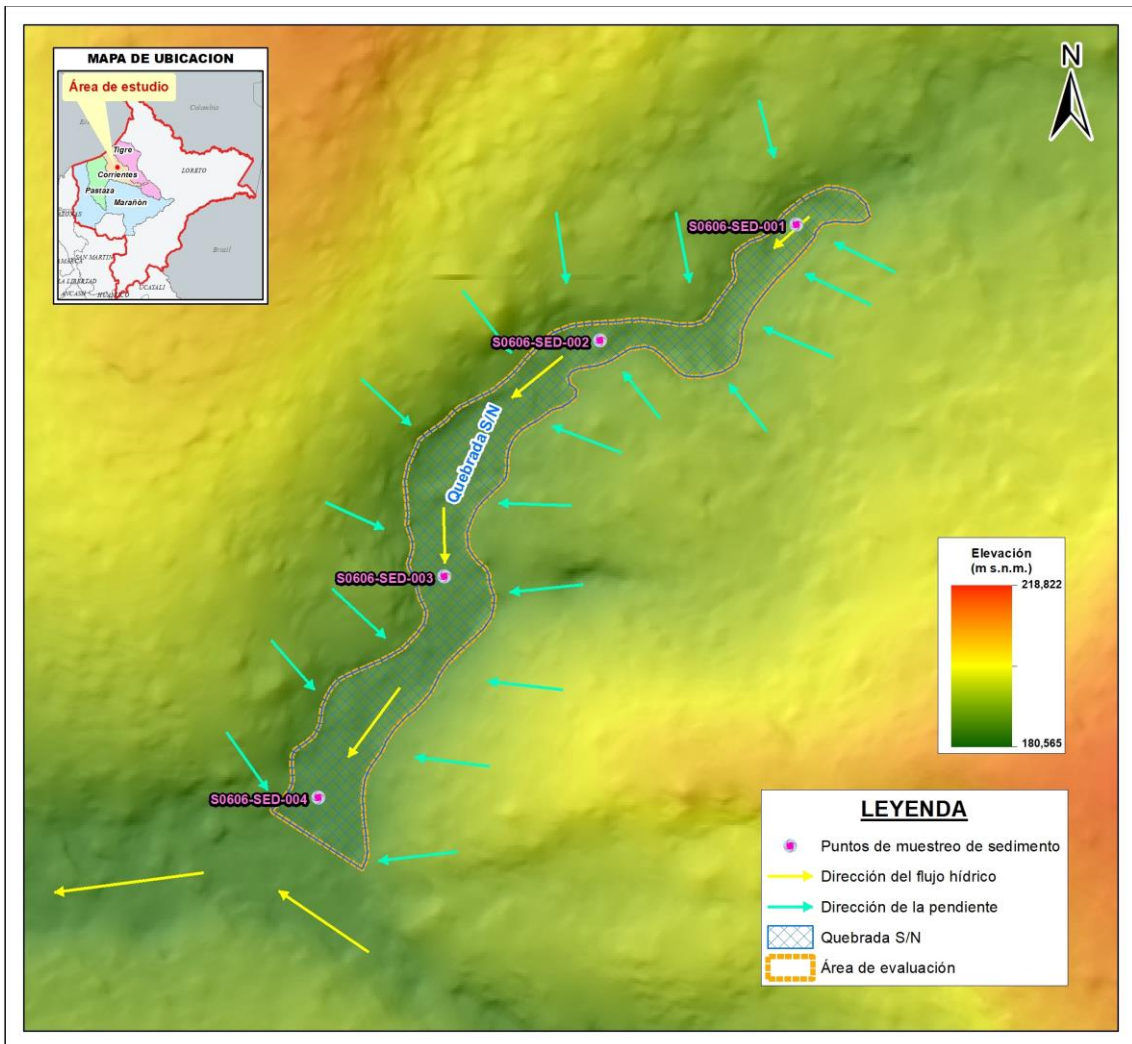 MAPA DE UBICACION
Área de estudio
Colombia
Tigre
LORETO
Corrientes
Pastaza
Marañón
Brazil
SAN MARTIN
LA LIBERTAD
UCAYALI
ANCASH
N
S0606-SED-001
S0606-SED-002
Quebrada S/N
S0606-SED-003
S0606-SED-004
Elevación
(m s.n.m.)
218,822
180,565
LEYENDA
Puntos de muestreo de sedimento
Dirección del flujo hídrico
Dirección de la pendiente
Quebrada S/N
Área de evaluación